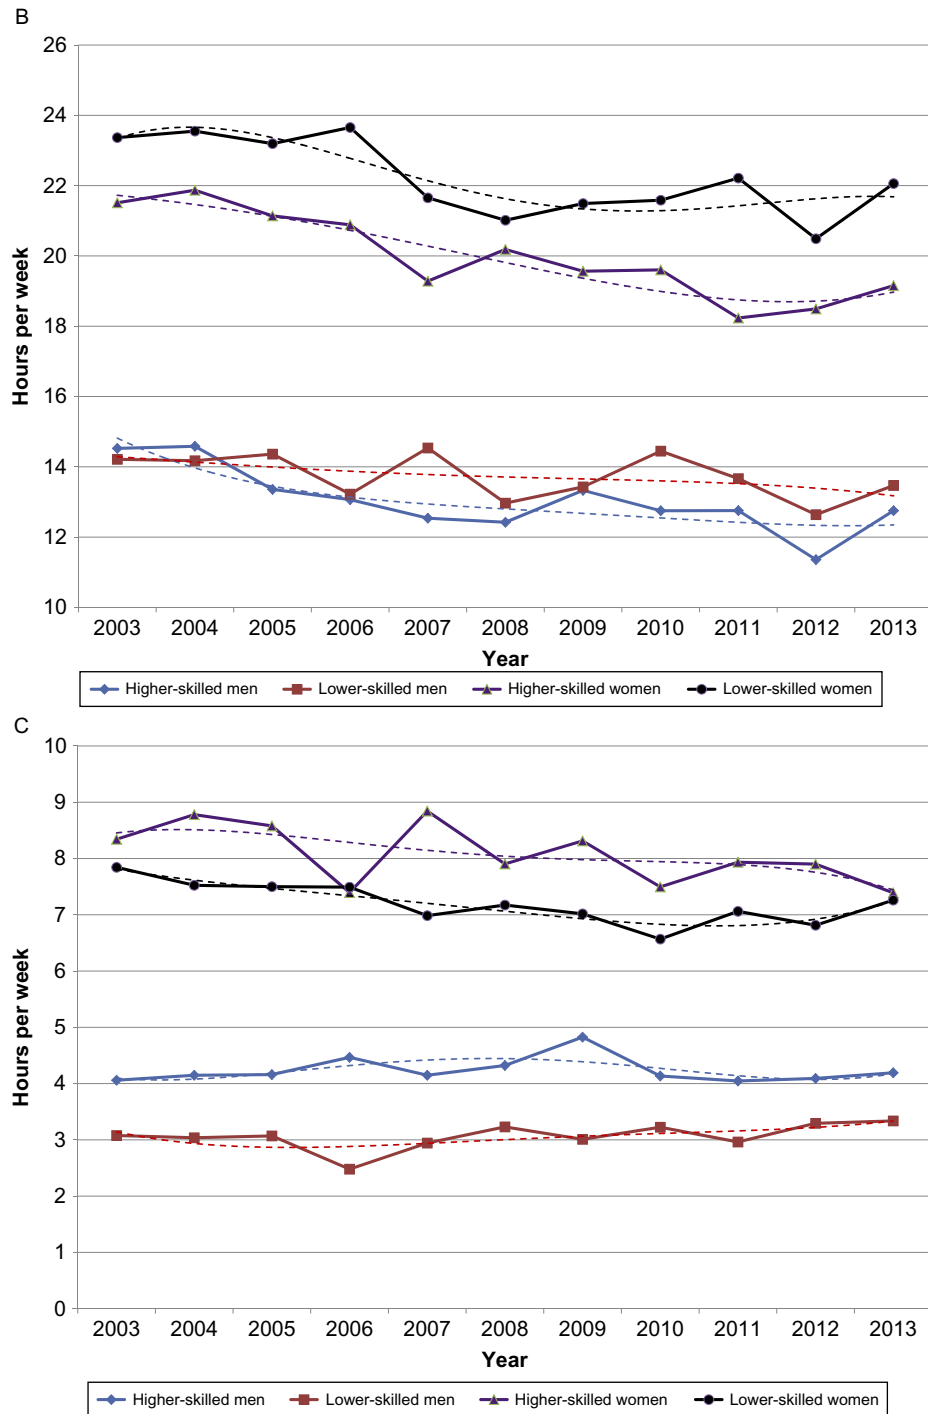 B
26
24
22
20
18
16
14
12
10
Hours per week
2003 2004 2005 2006 2007 2008 2009 2010 2011 2012 2013
Year
Higher-skilled men Lower-skilled men Higher-skilled women Lower-skilled women
C
10
9
8
7
6
5
4
3
2
1
0
Hours per week
2003 2004 2005 2006 2007 2008 2009 2010 2011 2012 2013
Year
Higher-skilled men Lower-skilled men Higher-skilled women Lower-skilled women